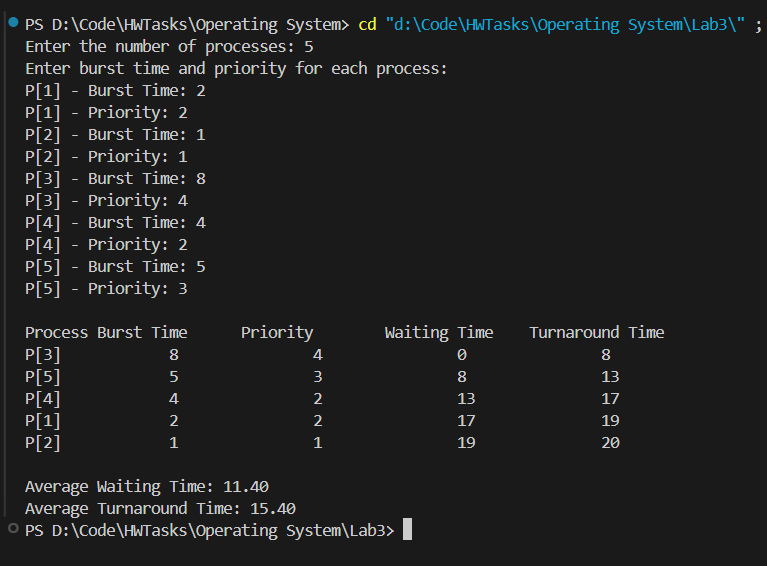 PS D:\Code\HWTasks\Operating System> cd "d:\Code\HWTasks\Operating System\Lab3\" ;
Enter the number of processes: 5
Enter burst time and priority for each process:
P[1] - Burst Time: 2
P[1] - Priority: 2
P[2] - Burst Time: 1
P[2] - Priority: 1
P[3] - Burst Time: 8
P[3] - Priority: 4
P[4] - Burst Time: 4
P[4] - Priority: 2
P[5] - Burst Time: 5
P[5] - Priority: 3
Process Burst Time      Priority        Waiting Time    Turnaround Time
P[3]            8               4               0               8
P[5]            5               3               8               13
P[4]            4               2               13              17
P[1]            2               2               17              19
P[2]            1               1               19              20
Average Waiting Time: 11.40
Average Turnaround Time: 15.40
PS D:\Code\HWTasks\Operating System\Lab3>